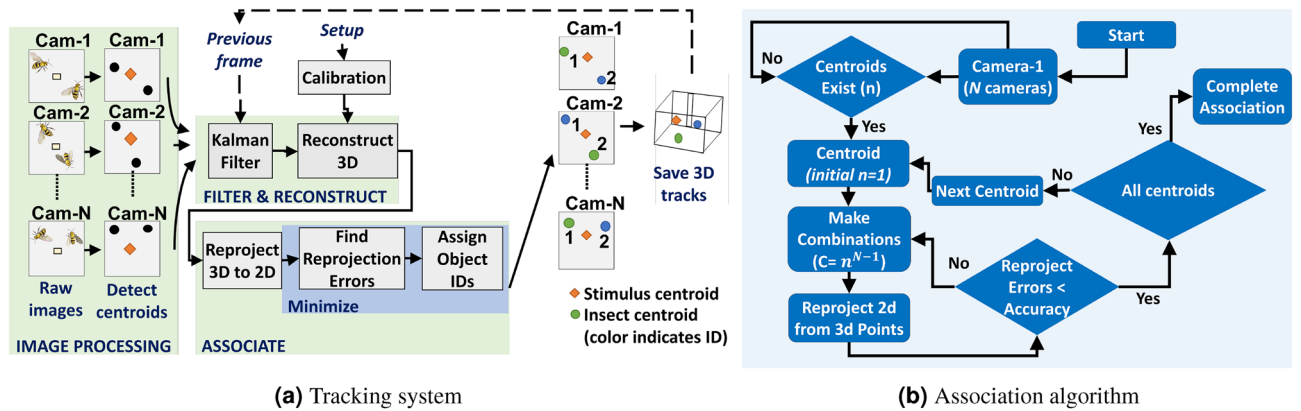 Cam-1
Cam-1
Cam-2
Cam-2
Cam-N
Cam-N
Raw
images
Detect
centroids
IMAGE PROCESSING
Previous
frame
Setup
Calibration
Kalman
Filter
Reconstruct
3D
FILTER & RECONSTRUCT
Reproject
3D to 2D
Find
Reprojection
Errors
Assign
Object
IDs
Minimize
ASSOCIATE
Cam-1
1
2
Cam-2
1
2
Cam-N
1
2
Save 3D
tracks
Stimulus centroid
Insect centroid
(color indicates ID)
(a) Tracking system
Start
Camera-1
(N cameras)
Centroids
Exist (n)
No
Yes
Centroid
(initial n=1)
Next Centroid
No
All centroids
Yes
Complete
Association
Make
Combinations
(C= n^{N−1})
No
Reproject
Errors <
Accuracy
Yes
Reproject 2d
from 3d Points
(b) Association algorithm